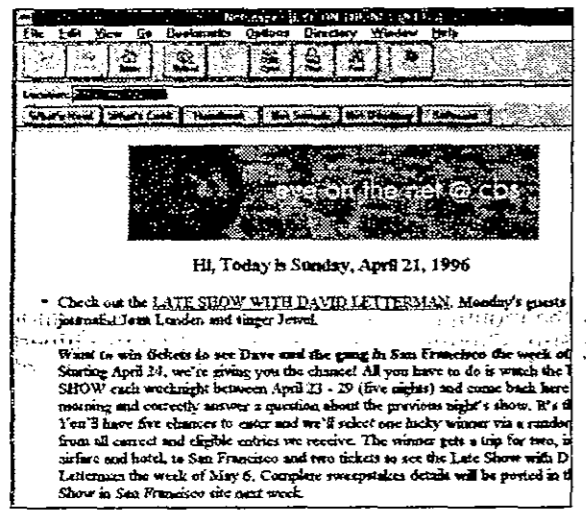 Netscape
File Edit View Go Bookmarks Options Directory Window Help
What's New! What's Cool! Handbook Net Search Net Directory Software
eye on the net @ cbs
Hi, Today is Sunday, April 21, 1996
Check out the LATE SHOW WITH DAVID LETTERMAN. Monday's guests
journalist Joan Lunden and singer Jewel.
Want to win tickets to see Dave and the gang in San Francisco the week of
Starting April 24, we're giving you the chance! All you have to do is watch the
SHOW each weeknight between April 23 - 29 (five nights) and come back here
morning and correctly answer a question about the previous night's show. It's
You'll have five chances to enter and we'll select one lucky winner via a random
from all correct and eligible entries we receive. The winner gets a trip for two,
airfare and hotel, to San Francisco and two tickets to see the Late Show with D
Letterman the week of May 6. Complete sweepstakes details will be posted in
Show in San Francisco site next week.